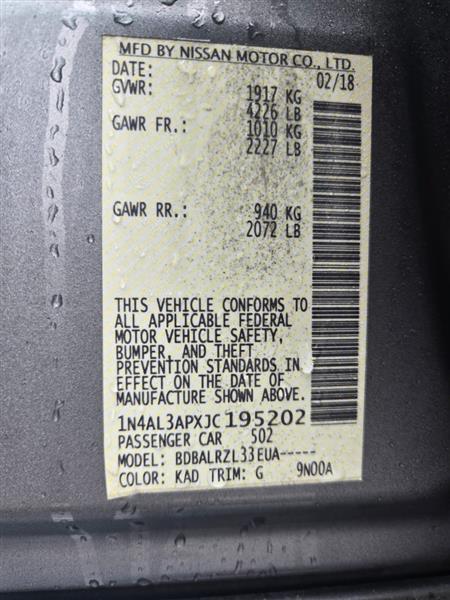 MFD BY NISSAN MOTOR CO., LTD.
DATE: 02/18
GVWR: 1917 KG
4226 LB
GAWR FR.: 1010 KG
2227 LB
GAWR RR.: 940 KG
2072 LB
THIS VEHICLE CONFORMS TO
ALL APPLICABLE FEDERAL
MOTOR VEHICLE SAFETY,
BUMPER, AND THEFT
PREVENTION STANDARDS IN
EFFECT ON THE DATE OF
MANUFACTURE SHOWN ABOVE.
1N4AL3APXJC195202
PASSENGER CAR 502
MODEL: BDBALRZL33EUA-----
COLOR: KAD TRIM: G 9N00A